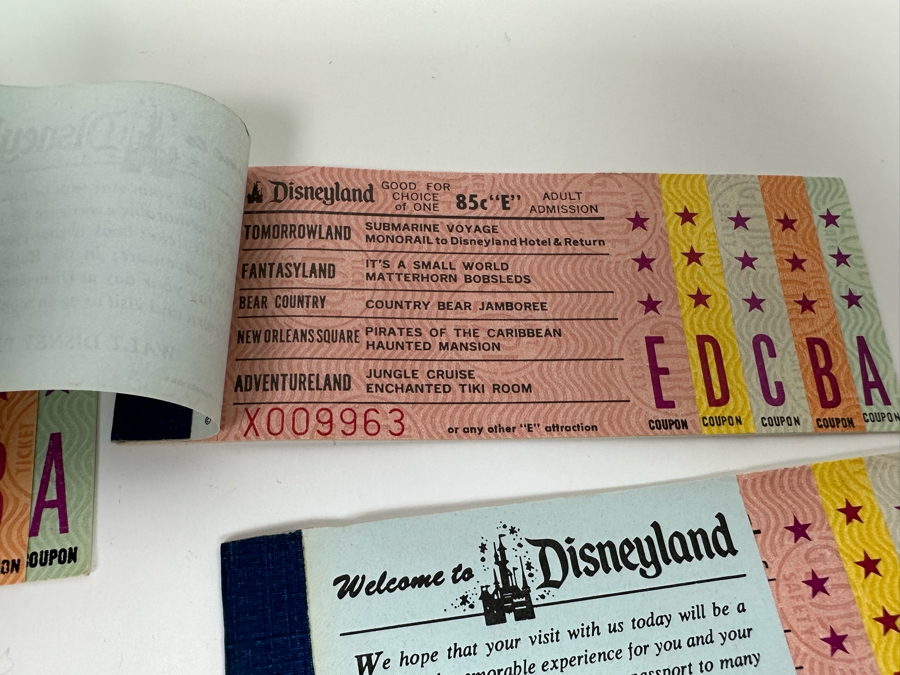 Disneyland GOOD FOR CHOICE of ONE 85c "E" ADULT ADMISSION
TOMORROWLAND SUBMARINE VOYAGE
MONORAIL to Disneyland Hotel & Return
FANTASYLAND IT'S A SMALL WORLD
MATTERHORN BOBSLEDS
BEAR COUNTRY COUNTRY BEAR JAMBOREE
NEW ORLEANS SQUARE PIRATES OF THE CARIBBEAN
HAUNTED MANSION
ADVENTURELAND JUNGLE CRUISE
ENCHANTED TIKI ROOM
X009963 or any other "E" attraction
E D C B A
COUPON COUPON COUPON COUPON COUPON
TICKET
A
COUPON
©
Welcome to Disneyland
We hope that your visit with us today will be a
experience for you and your
to many